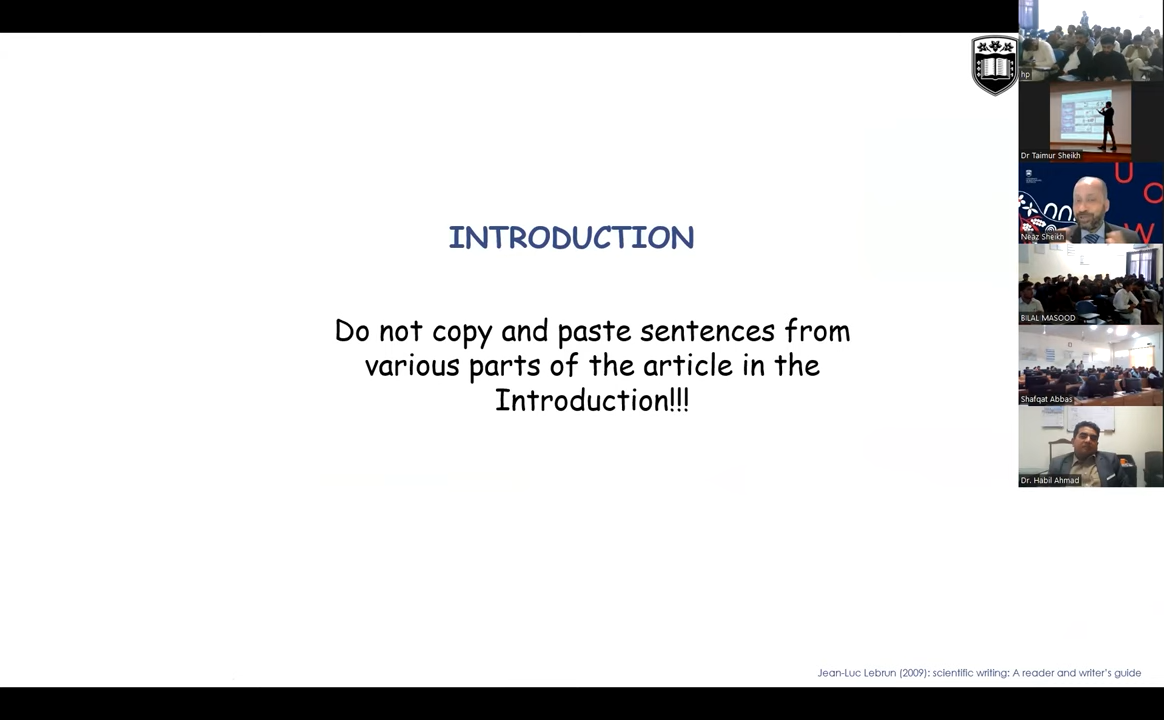 INTRODUCTION
Do not copy and paste sentences from
various parts of the article in the
Introduction!!!
Jean-Luc Lebrun (2009): scientific writing: A reader and writer's guide
hp
Dr Taimur Sheikh
U
O
W
Neaz Sheikh
BILAL MASOOD
Shafqat Abbas
Dr. Habil Ahmad